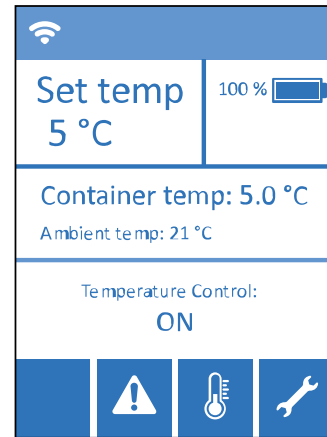 Set temp
5 °C
100 %
Container temp: 5.0 °C
Ambient temp: 21 °C
Temperature Control:
ON